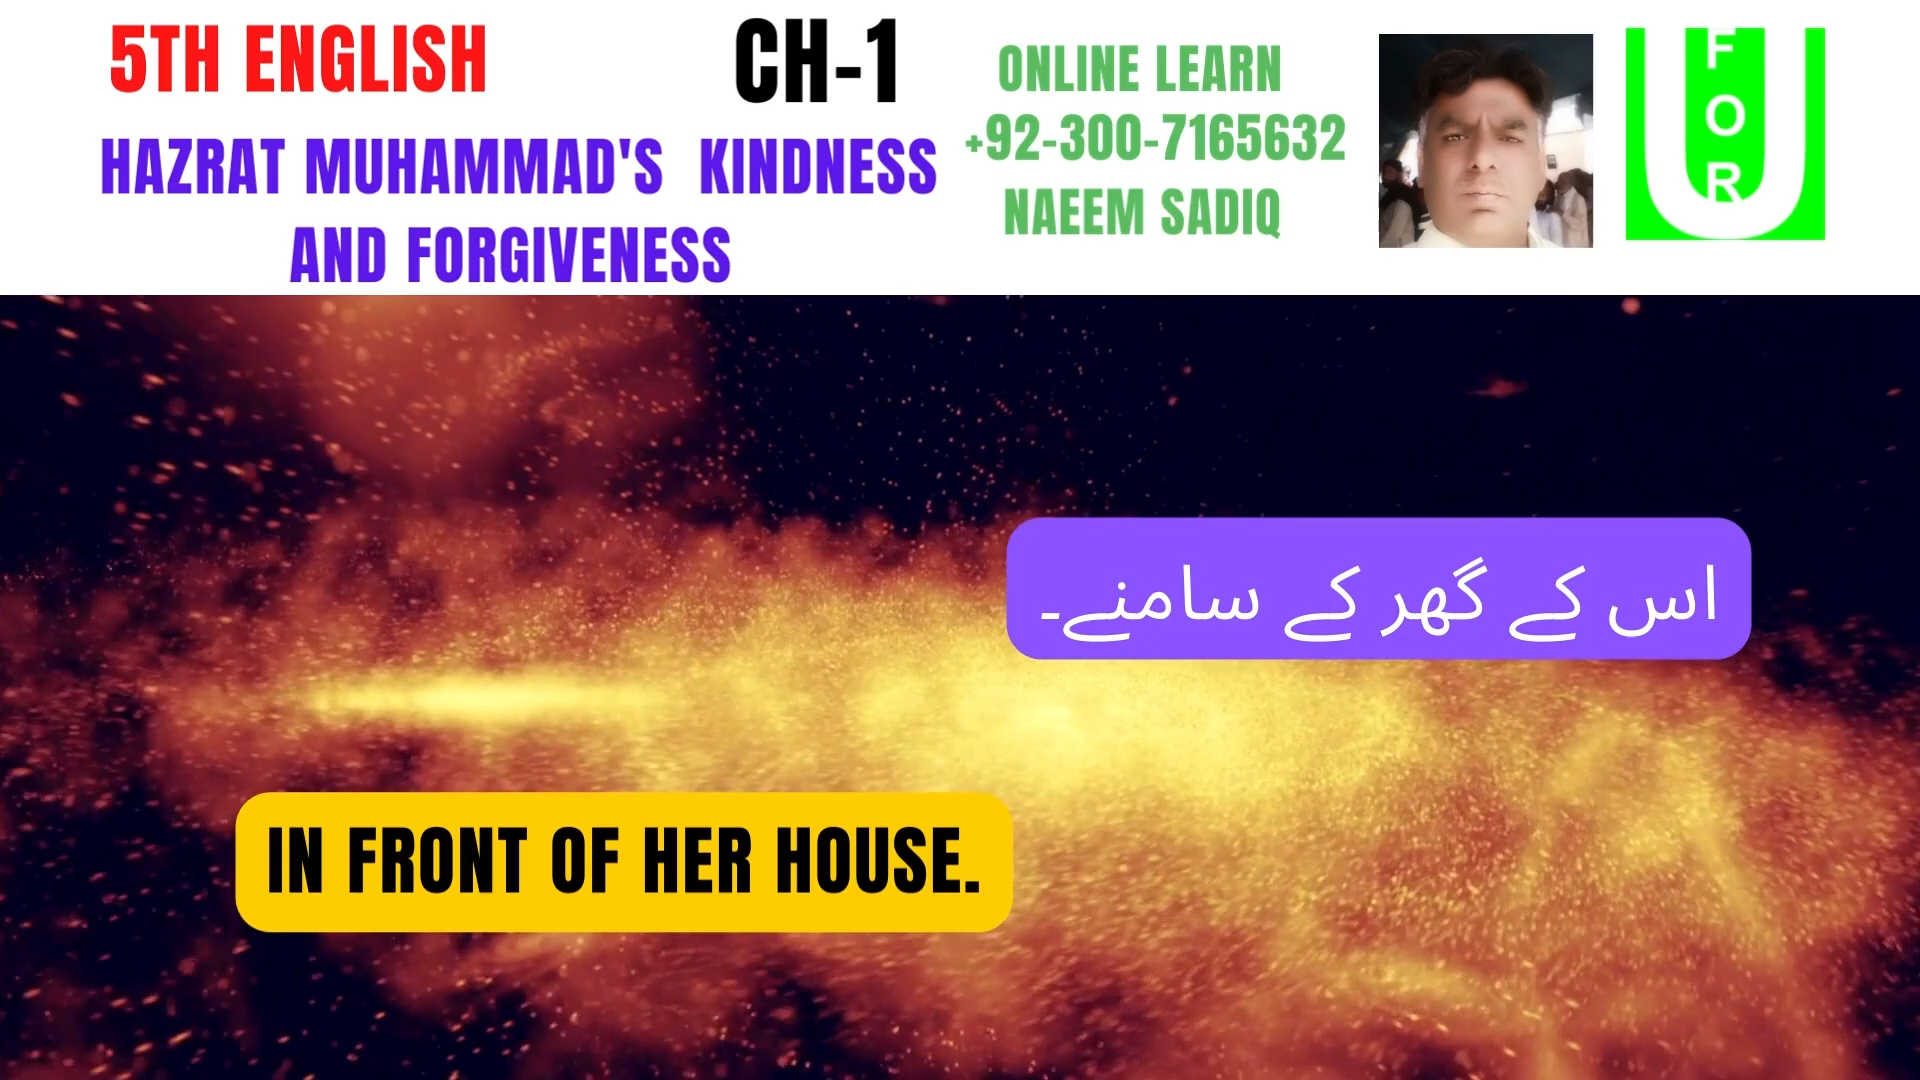 5TH ENGLISH
CH-1
HAZRAT MUHAMMAD'S KINDNESS
AND FORGIVENESS
ONLINE LEARN
+92-300-7165632
NAEEM SADIQ
U
FOR
اس کے گھر کے سامنے۔
IN FRONT OF HER HOUSE.